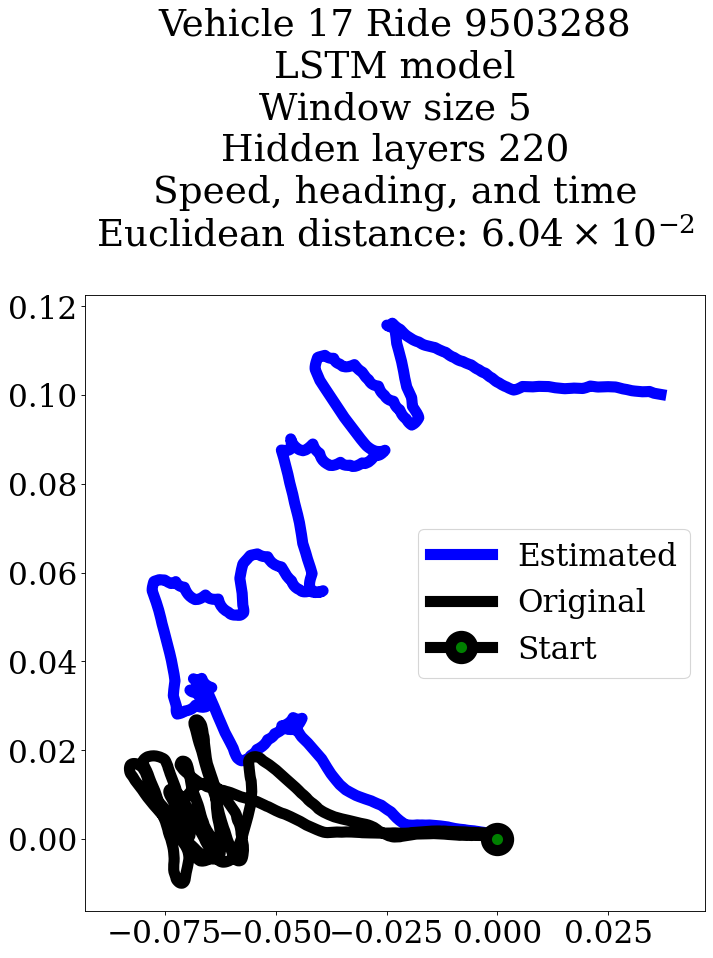 Vehicle 17 Ride 9503288
LSTM model
Window size 5
Hidden layers 220
Speed, heading, and time
Euclidean distance: 6.04 × 10⁻²
0.12
0.10
0.08
0.06
0.04
0.02
0.00
Estimated
Original
Start
−0.075 −0.050 −0.025 0.000 0.025